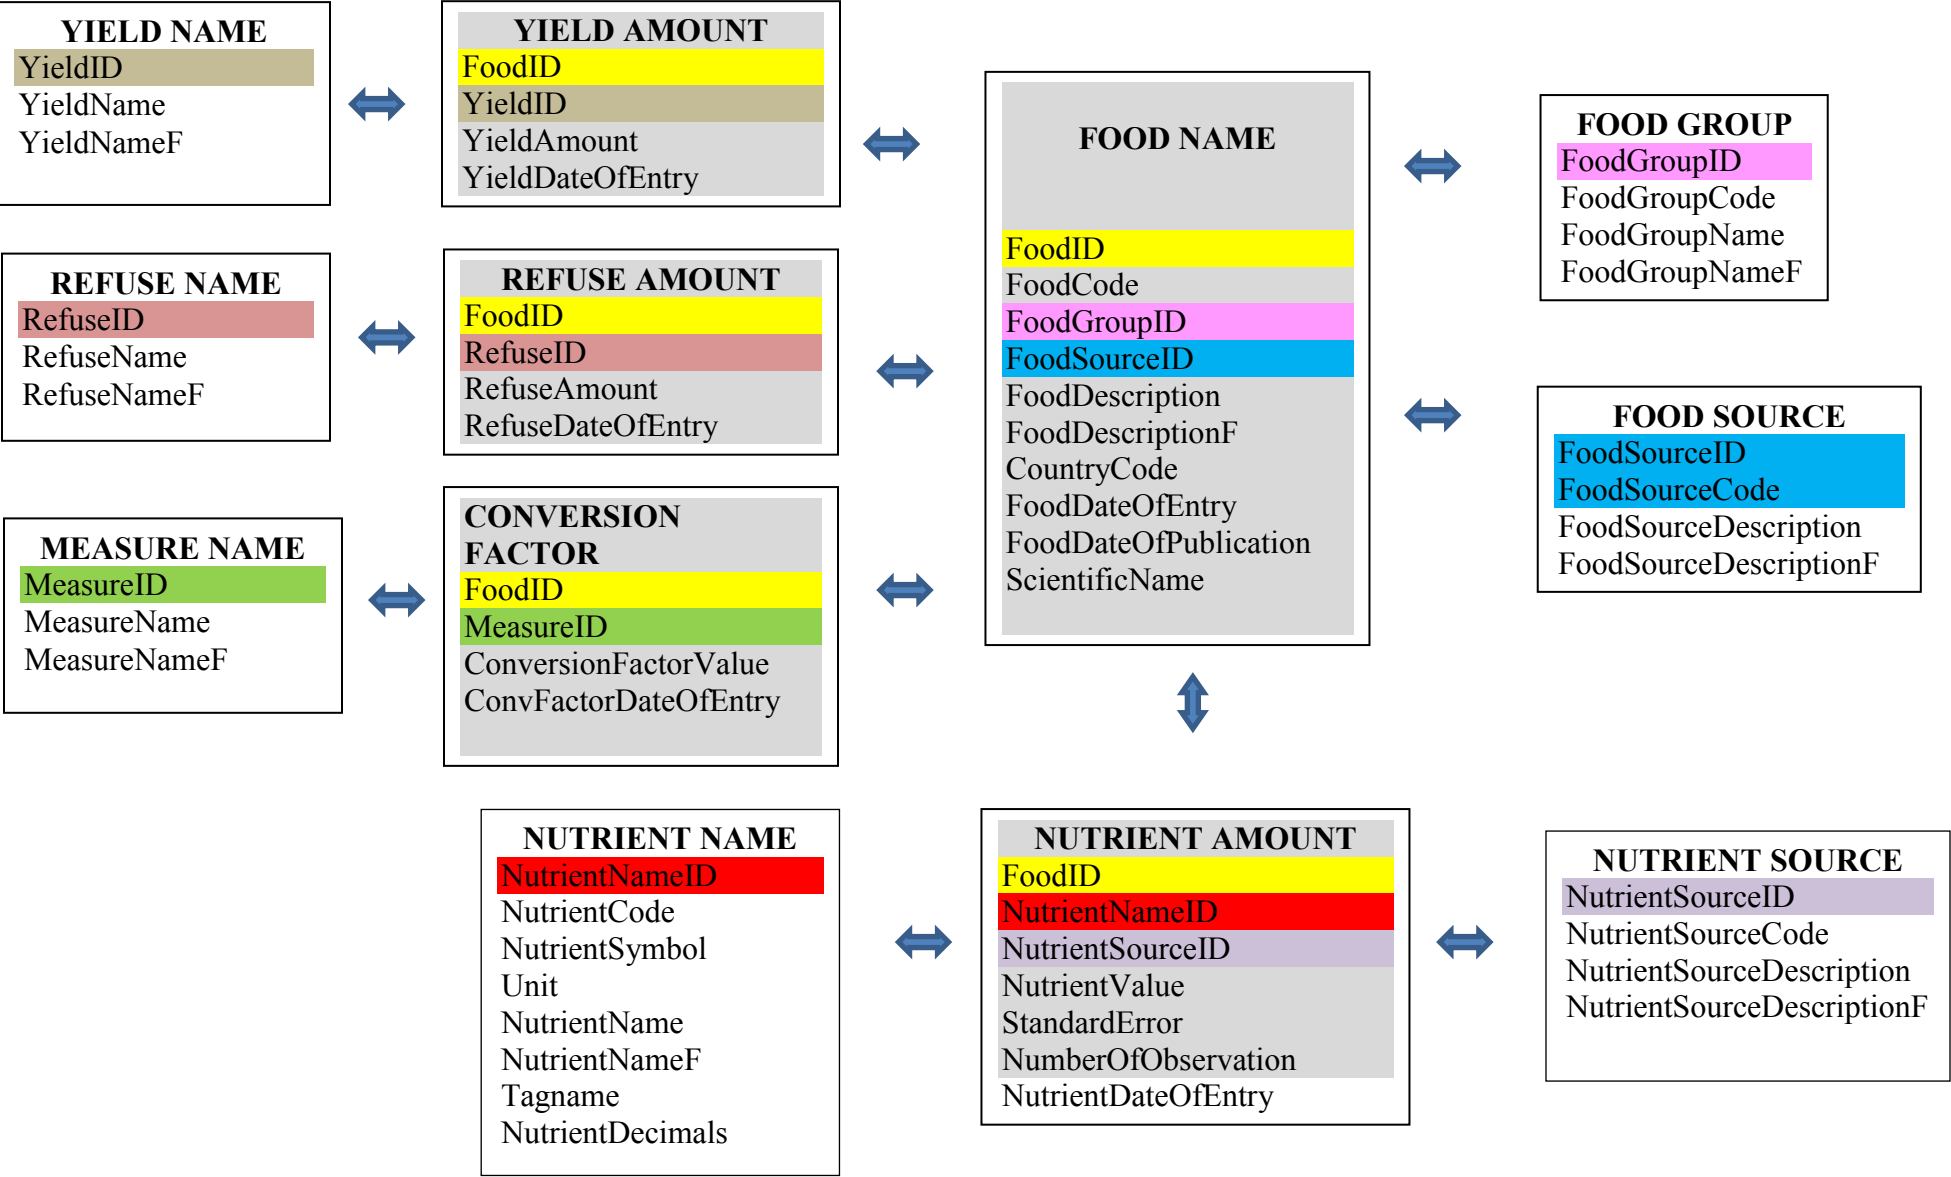 YIELD NAME
YieldID
YieldName
YieldNameF
YIELD AMOUNT
FoodID
YieldID
YieldAmount
YieldDateOfEntry
FOOD NAME
FoodID
FoodCode
FoodGroupID
FoodSourceID
FoodDescription
FoodDescriptionF
CountryCode
FoodDateOfEntry
FoodDateOfPublication
ScientificName
FOOD GROUP
FoodGroupID
FoodGroupCode
FoodGroupName
FoodGroupNameF
REFUSE NAME
RefuseID
RefuseName
RefuseNameF
REFUSE AMOUNT
FoodID
RefuseID
RefuseAmount
RefuseDateOfEntry
FOOD SOURCE
FoodSourceID
FoodSourceCode
FoodSourceDescription
FoodSourceDescriptionF
MEASURE NAME
MeasureID
MeasureName
MeasureNameF
CONVERSION
FACTOR
FoodID
MeasureID
ConversionFactorValue
ConvFactorDateOfEntry
NUTRIENT NAME
NutrientNameID
NutrientCode
NutrientSymbol
Unit
NutrientName
NutrientNameF
Tagname
NutrientDecimals
NUTRIENT AMOUNT
FoodID
NutrientNameID
NutrientSourceID
NutrientValue
StandardError
NumberOfObservation
NutrientDateOfEntry
NUTRIENT SOURCE
NutrientSourceID
NutrientSourceCode
NutrientSourceDescription
NutrientSourceDescriptionF